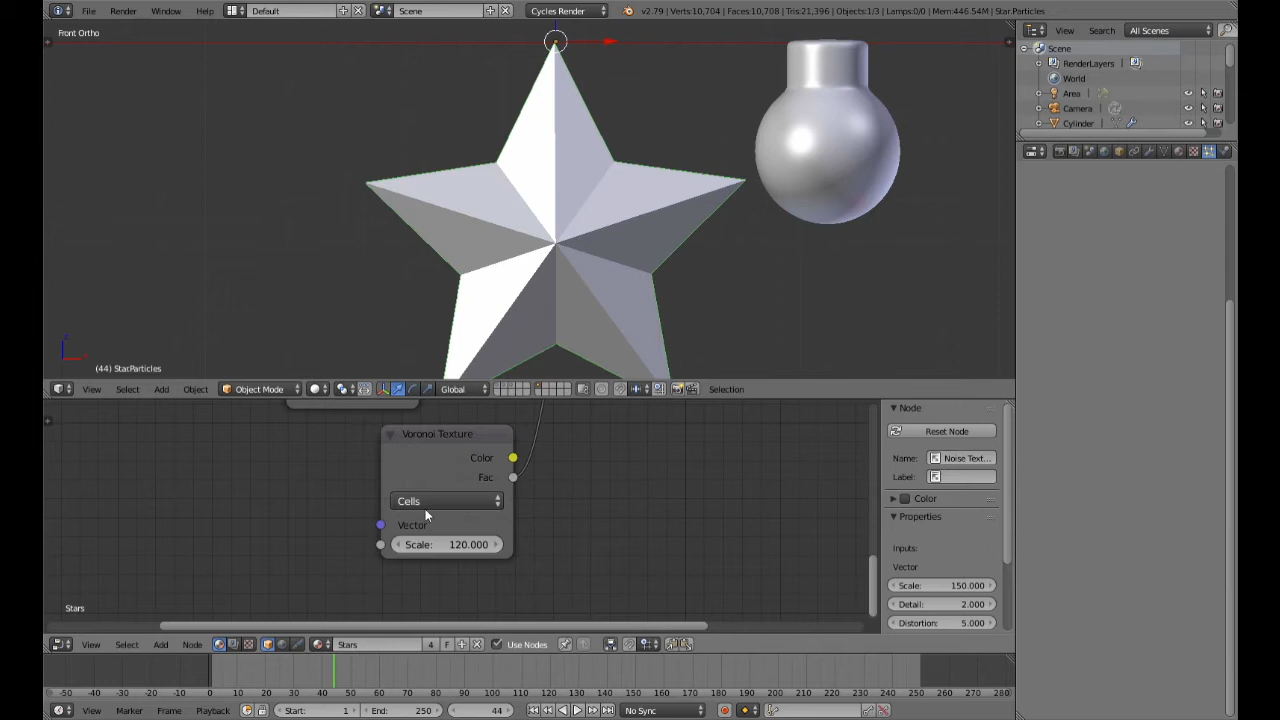 File Render Window Help Default Scene Cycles Render v2.79 | Verts:10,704 | Faces:10,708 | Tris:21,396 | Objects:1/3 | Lamps:0/0 | Mem:446.54M | StarParticles
Front Ortho
View Search All Scenes
Scene
RenderLayers
World
Area
Camera
Cylinder
(44) StarParticles
View Select Add Object Object Mode Global Selection
Voronoi Texture
Color
Fac
Cells
Vector
Scale: 120.000
Stars
Node
Reset Node
Name: Noise Text...
Label:
Color
Properties
Inputs:
Vector
Scale: 150.000
Detail: 2.000
Distortion: 5.000
View Select Add Node Stars 4 F Use Nodes
-50 -40 -30 -20 -10 0 10 20 30 40 50 60 70 80 90 100 110 120 130 140 150 160 170 180 190 200 210 220 230 240 250 260 270 280
View Marker Frame Playback Start: 1 End: 250 44 No Sync